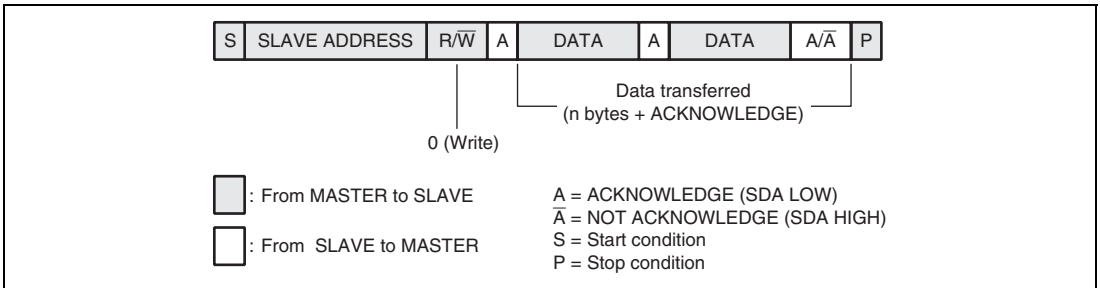 S SLAVE ADDRESS R/W̅ A DATA A DATA A/A̅ P
Data transferred
(n bytes + ACKNOWLEDGE)
0 (Write)
: From MASTER to SLAVE
: From SLAVE to MASTER
A = ACKNOWLEDGE (SDA LOW)
A̅ = NOT ACKNOWLEDGE (SDA HIGH)
S = Start condition
P = Stop condition